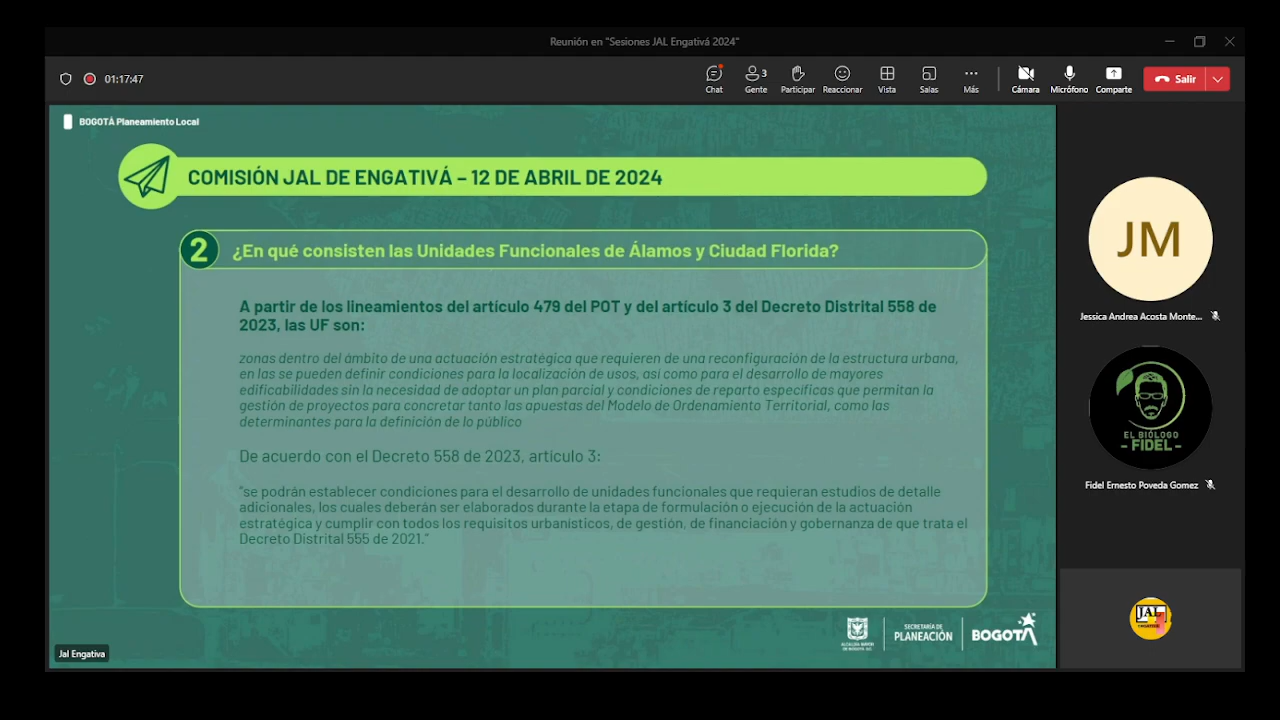 Reunión en "Sesiones JAL Engativá 2024"
01:17:47
Chat
Gente
3
Participar
Reaccionar
Vista
Salas
Más
Cámara
Micrófono
Comparte
Salir
BOGOTÁ Planeamiento Local
COMISIÓN JAL DE ENGATIVÁ – 12 DE ABRIL DE 2024
2
¿En qué consisten las Unidades Funcionales de Álamos y Ciudad Florida?
A partir de los lineamientos del artículo 479 del POT y del artículo 3 del Decreto Distrital 558 de
2023, las UF son:
zonas dentro del ámbito de una actuación estratégica que requieren de una reconfiguración de la estructura urbana,
en las se pueden definir condiciones para la localización de usos, así como para el desarrollo de mayores
edificabilidades sin la necesidad de adoptar un plan parcial y condiciones de reparto específicas que permitan la
gestión de proyectos para concretar tanto las apuestas del Modelo de Ordenamiento Territorial, como las
determinantes para la definición de lo público
De acuerdo con el Decreto 558 de 2023, artículo 3:
"se podrán establecer condiciones para el desarrollo de unidades funcionales que requieran estudios de detalle
adicionales, los cuales deberán ser elaborados durante la etapa de formulación o ejecución de la actuación
estratégica y cumplir con todos los requisitos urbanísticos, de gestión, de financiación y gobernanza de que trata el
Decreto Distrital 555 de 2021."
ALCALDÍA MAYOR
DE BOGOTÁ D.C.
SECRETARÍA DE
PLANEACIÓN
BOGOTÁ
Jal Engativa
JM
Jessica Andrea Acosta Monte...
EL BIÓLOGO
- FIDEL -
Fidel Ernesto Poveda Gomez
JAL